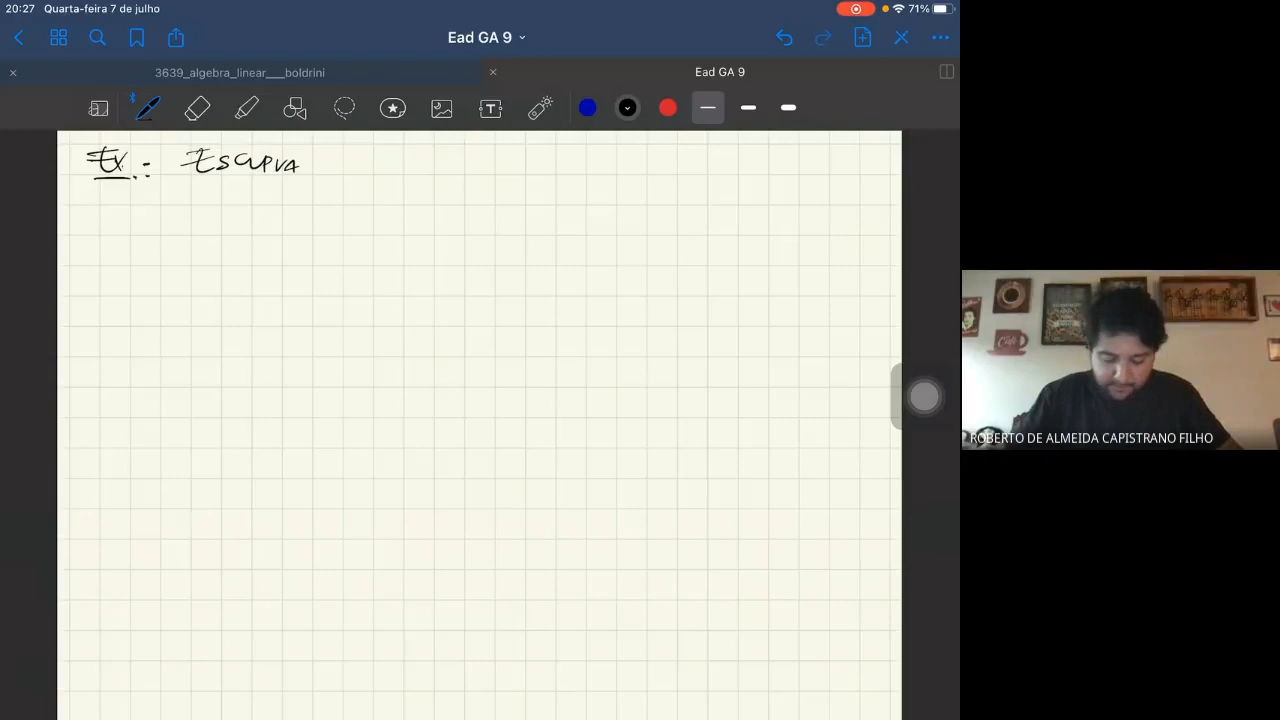 20:27 Quarta-feira 7 de julho
71%
Ead GA 9
3639_algebra_linear___boldrini
Ead GA 9
Ex.: Escreva
ROBERTO DE ALMEIDA CAPISTRANO FILHO